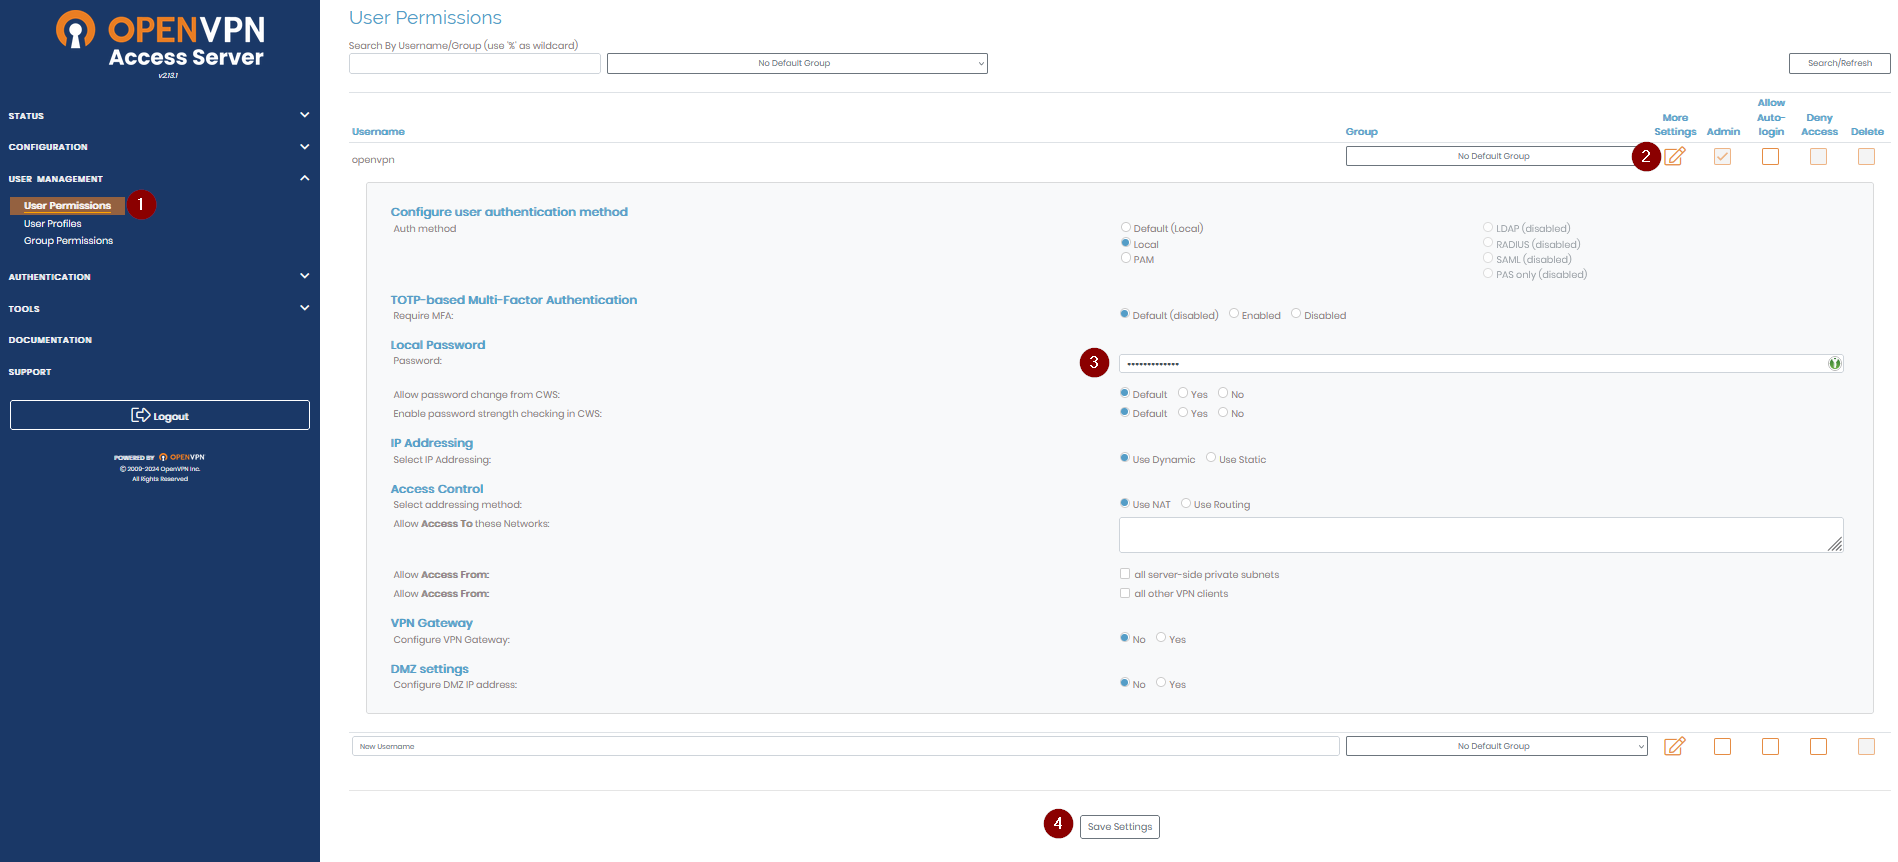 OPENVPN
Access Server
v2.13.1
STATUS
CONFIGURATION
USER MANAGEMENT
User Permissions
1
User Profiles
Group Permissions
AUTHENTICATION
TOOLS
DOCUMENTATION
SUPPORT
Logout
POWERED BY OPENVPN
© 2009-2024 OpenVPN Inc.
All Rights Reserved
User Permissions
Search By Username/Group (use '%' as wildcard)
No Default Group
Search/Refresh
Username
Group
More Settings
Admin
Allow Auto-login
Deny Access
Delete
openvpn
No Default Group
2
Configure user authentication method
Auth method
Default (Local)
LDAP (disabled)
Local
RADIUS (disabled)
PAM
SAML (disabled)
PAS only (disabled)
TOTP-based Multi-Factor Authentication
Require MFA:
Default (disabled) Enabled Disabled
Local Password
Password:
3
•••••••••••••
Allow password change from CWS:
Default Yes No
Enable password strength checking in CWS:
Default Yes No
IP Addressing
Select IP Addressing:
Use Dynamic Use Static
Access Control
Select addressing method:
Use NAT Use Routing
Allow Access To these Networks:
Allow Access From:
all server-side private subnets
Allow Access From:
all other VPN clients
VPN Gateway
Configure VPN Gateway:
No Yes
DMZ settings
Configure DMZ IP address:
No Yes
New Username
No Default Group
4
Save Settings